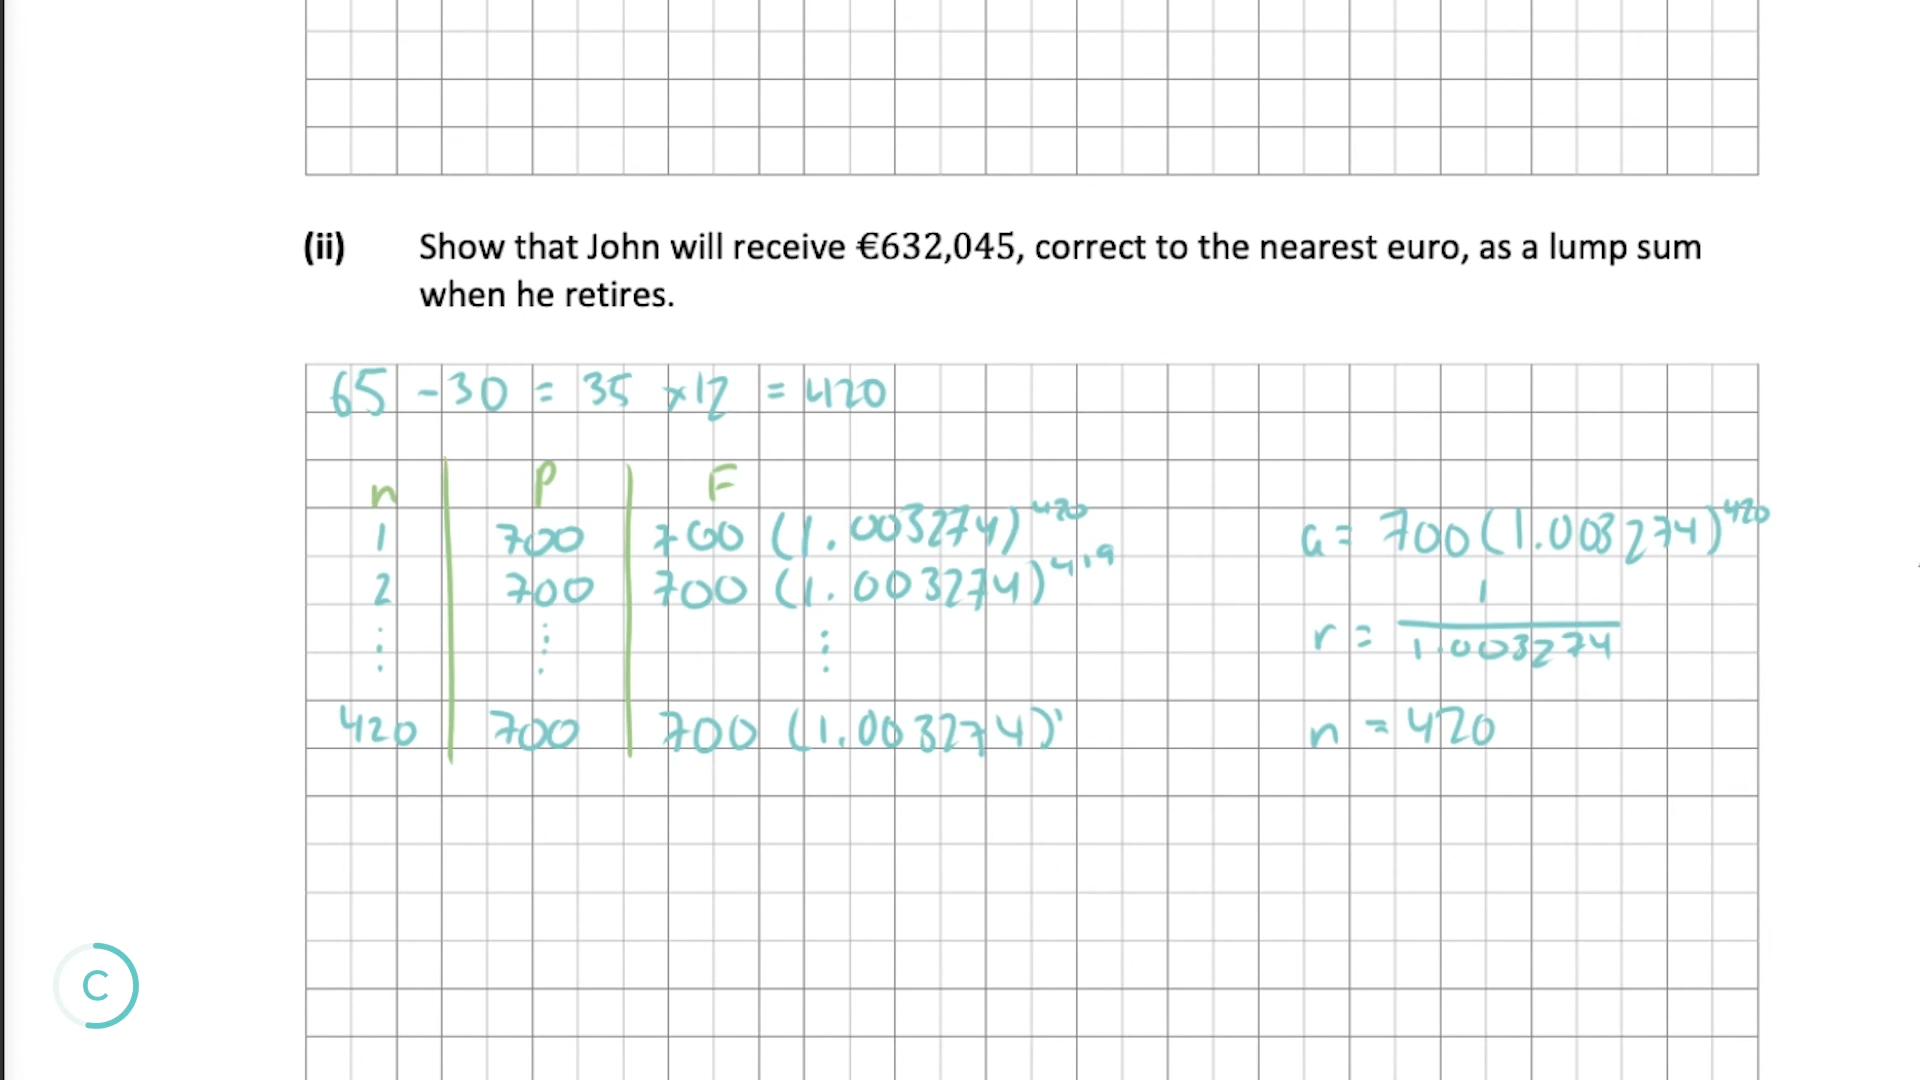 (ii) Show that John will receive €632,045, correct to the nearest euro, as a lump sum
when he retires.
65 - 30 = 35 x12 = 420
n P F
1 700 700 (1.003274)^420 a = 700(1.003274)^420
2 700 700 (1.003274)^419
⋮ ⋮ ⋮ r = 1/1.003274
420 700 700 (1.003274)^1 n = 420
C